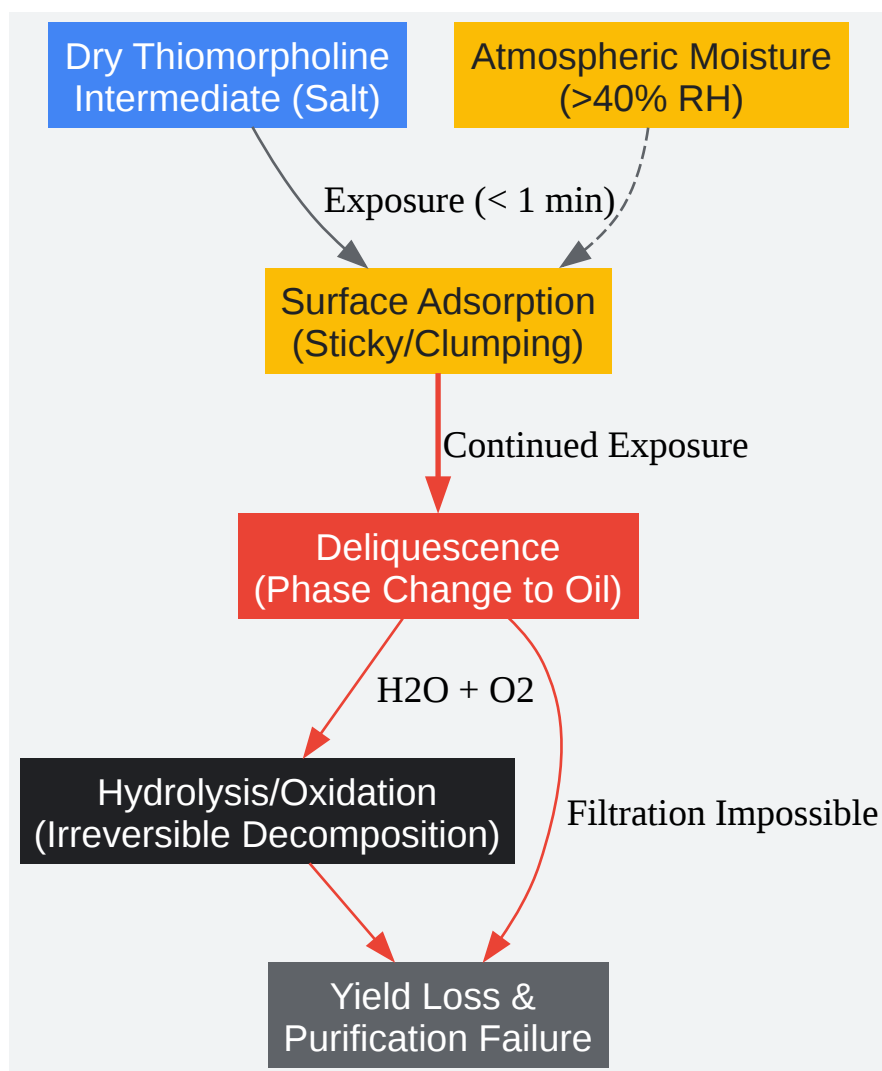 Dry Thiomorpholine
Intermediate (Salt)
Atmospheric Moisture
(>40% RH)
Exposure (< 1 min)
Surface Adsorption
(Sticky/Clumping)
Continued Exposure
Deliquescence
(Phase Change to Oil)
H2O + O2
Hydrolysis/Oxidation
(Irreversible Decomposition)
Filtration Impossible
Yield Loss &
Purification Failure